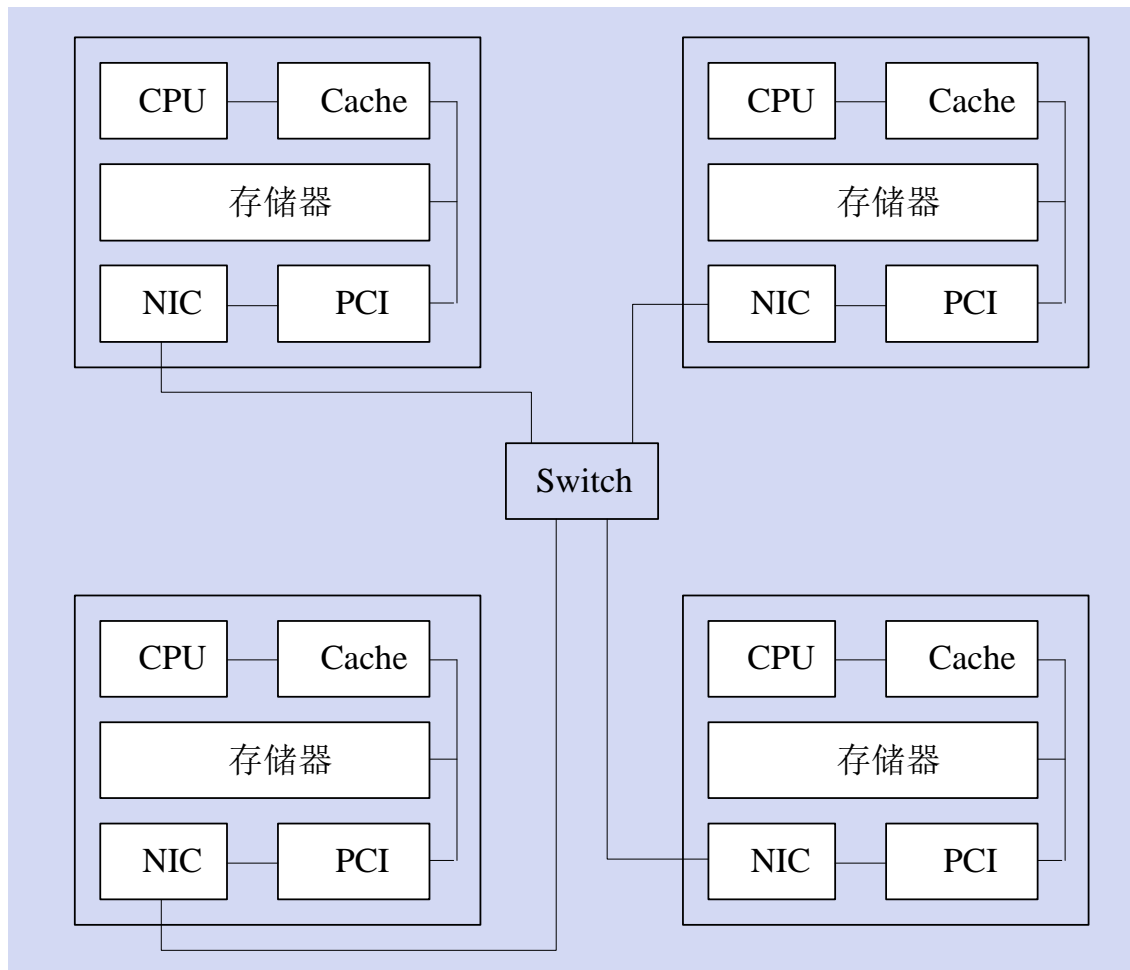 CPU Cache
存储器
NIC PCI
CPU Cache
存储器
NIC PCI
Switch
CPU Cache
存储器
NIC PCI
CPU Cache
存储器
NIC PCI